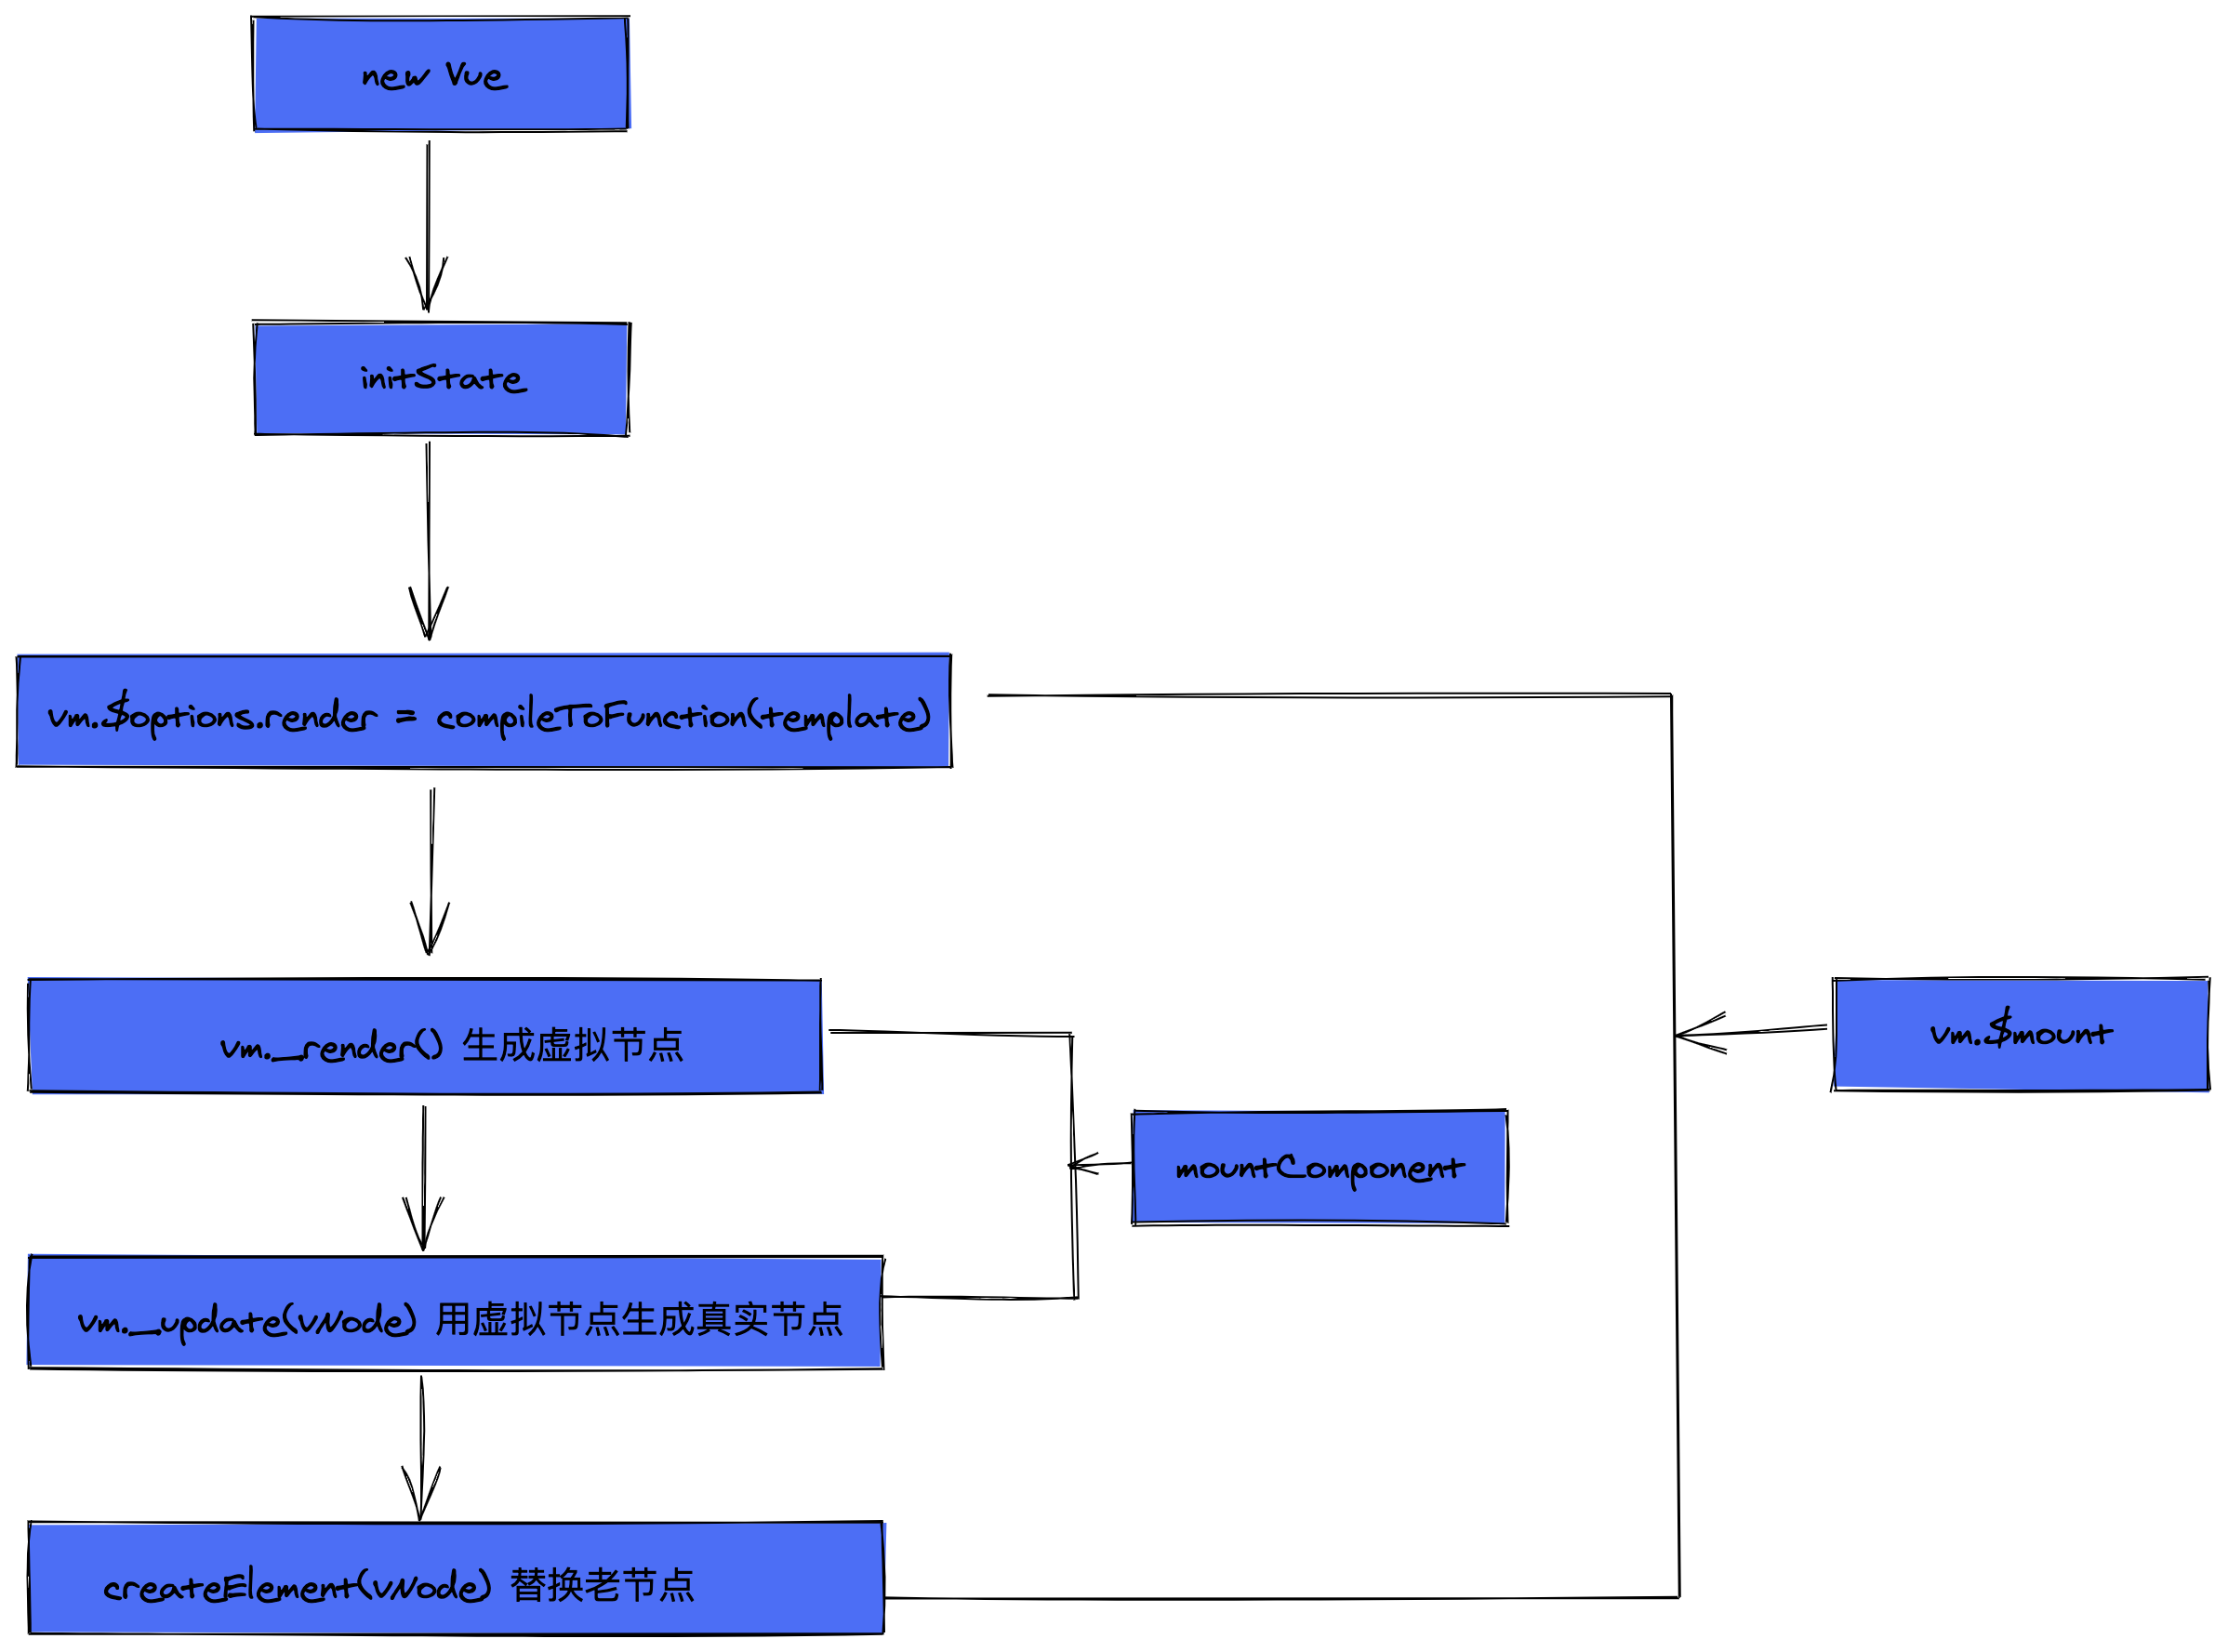 new Vue
initState
vm.$options.render = compileToFunction(template)
vm._render() 生成虚拟节点
vm.$mount
mountComponent
vm._update(vNode) 用虚拟节点生成真实节点
createElement(vNode) 替换老节点